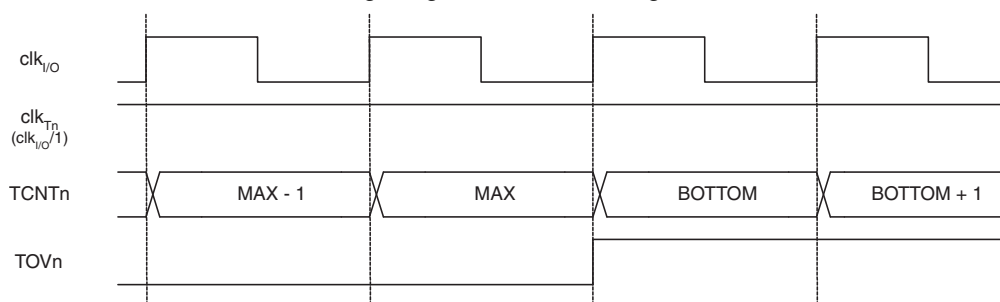 clk_I/O
clk_Tn
(clk_I/O/1)
TCNTn MAX - 1 MAX BOTTOM BOTTOM + 1
TOVn